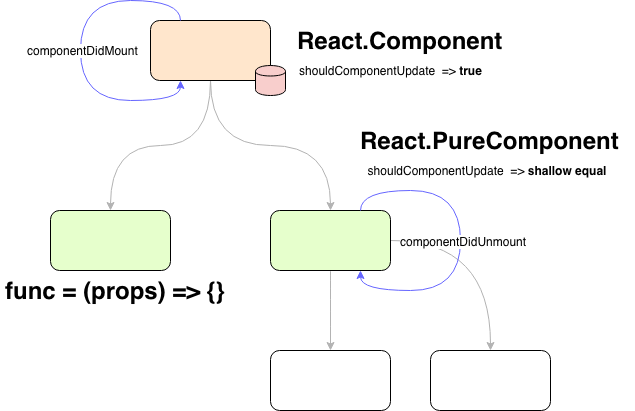 componentDidMount
React.Component
shouldComponentUpdate => true
React.PureComponent
shouldComponentUpdate => shallow equal
componentDidUnmount
func = (props) => {}